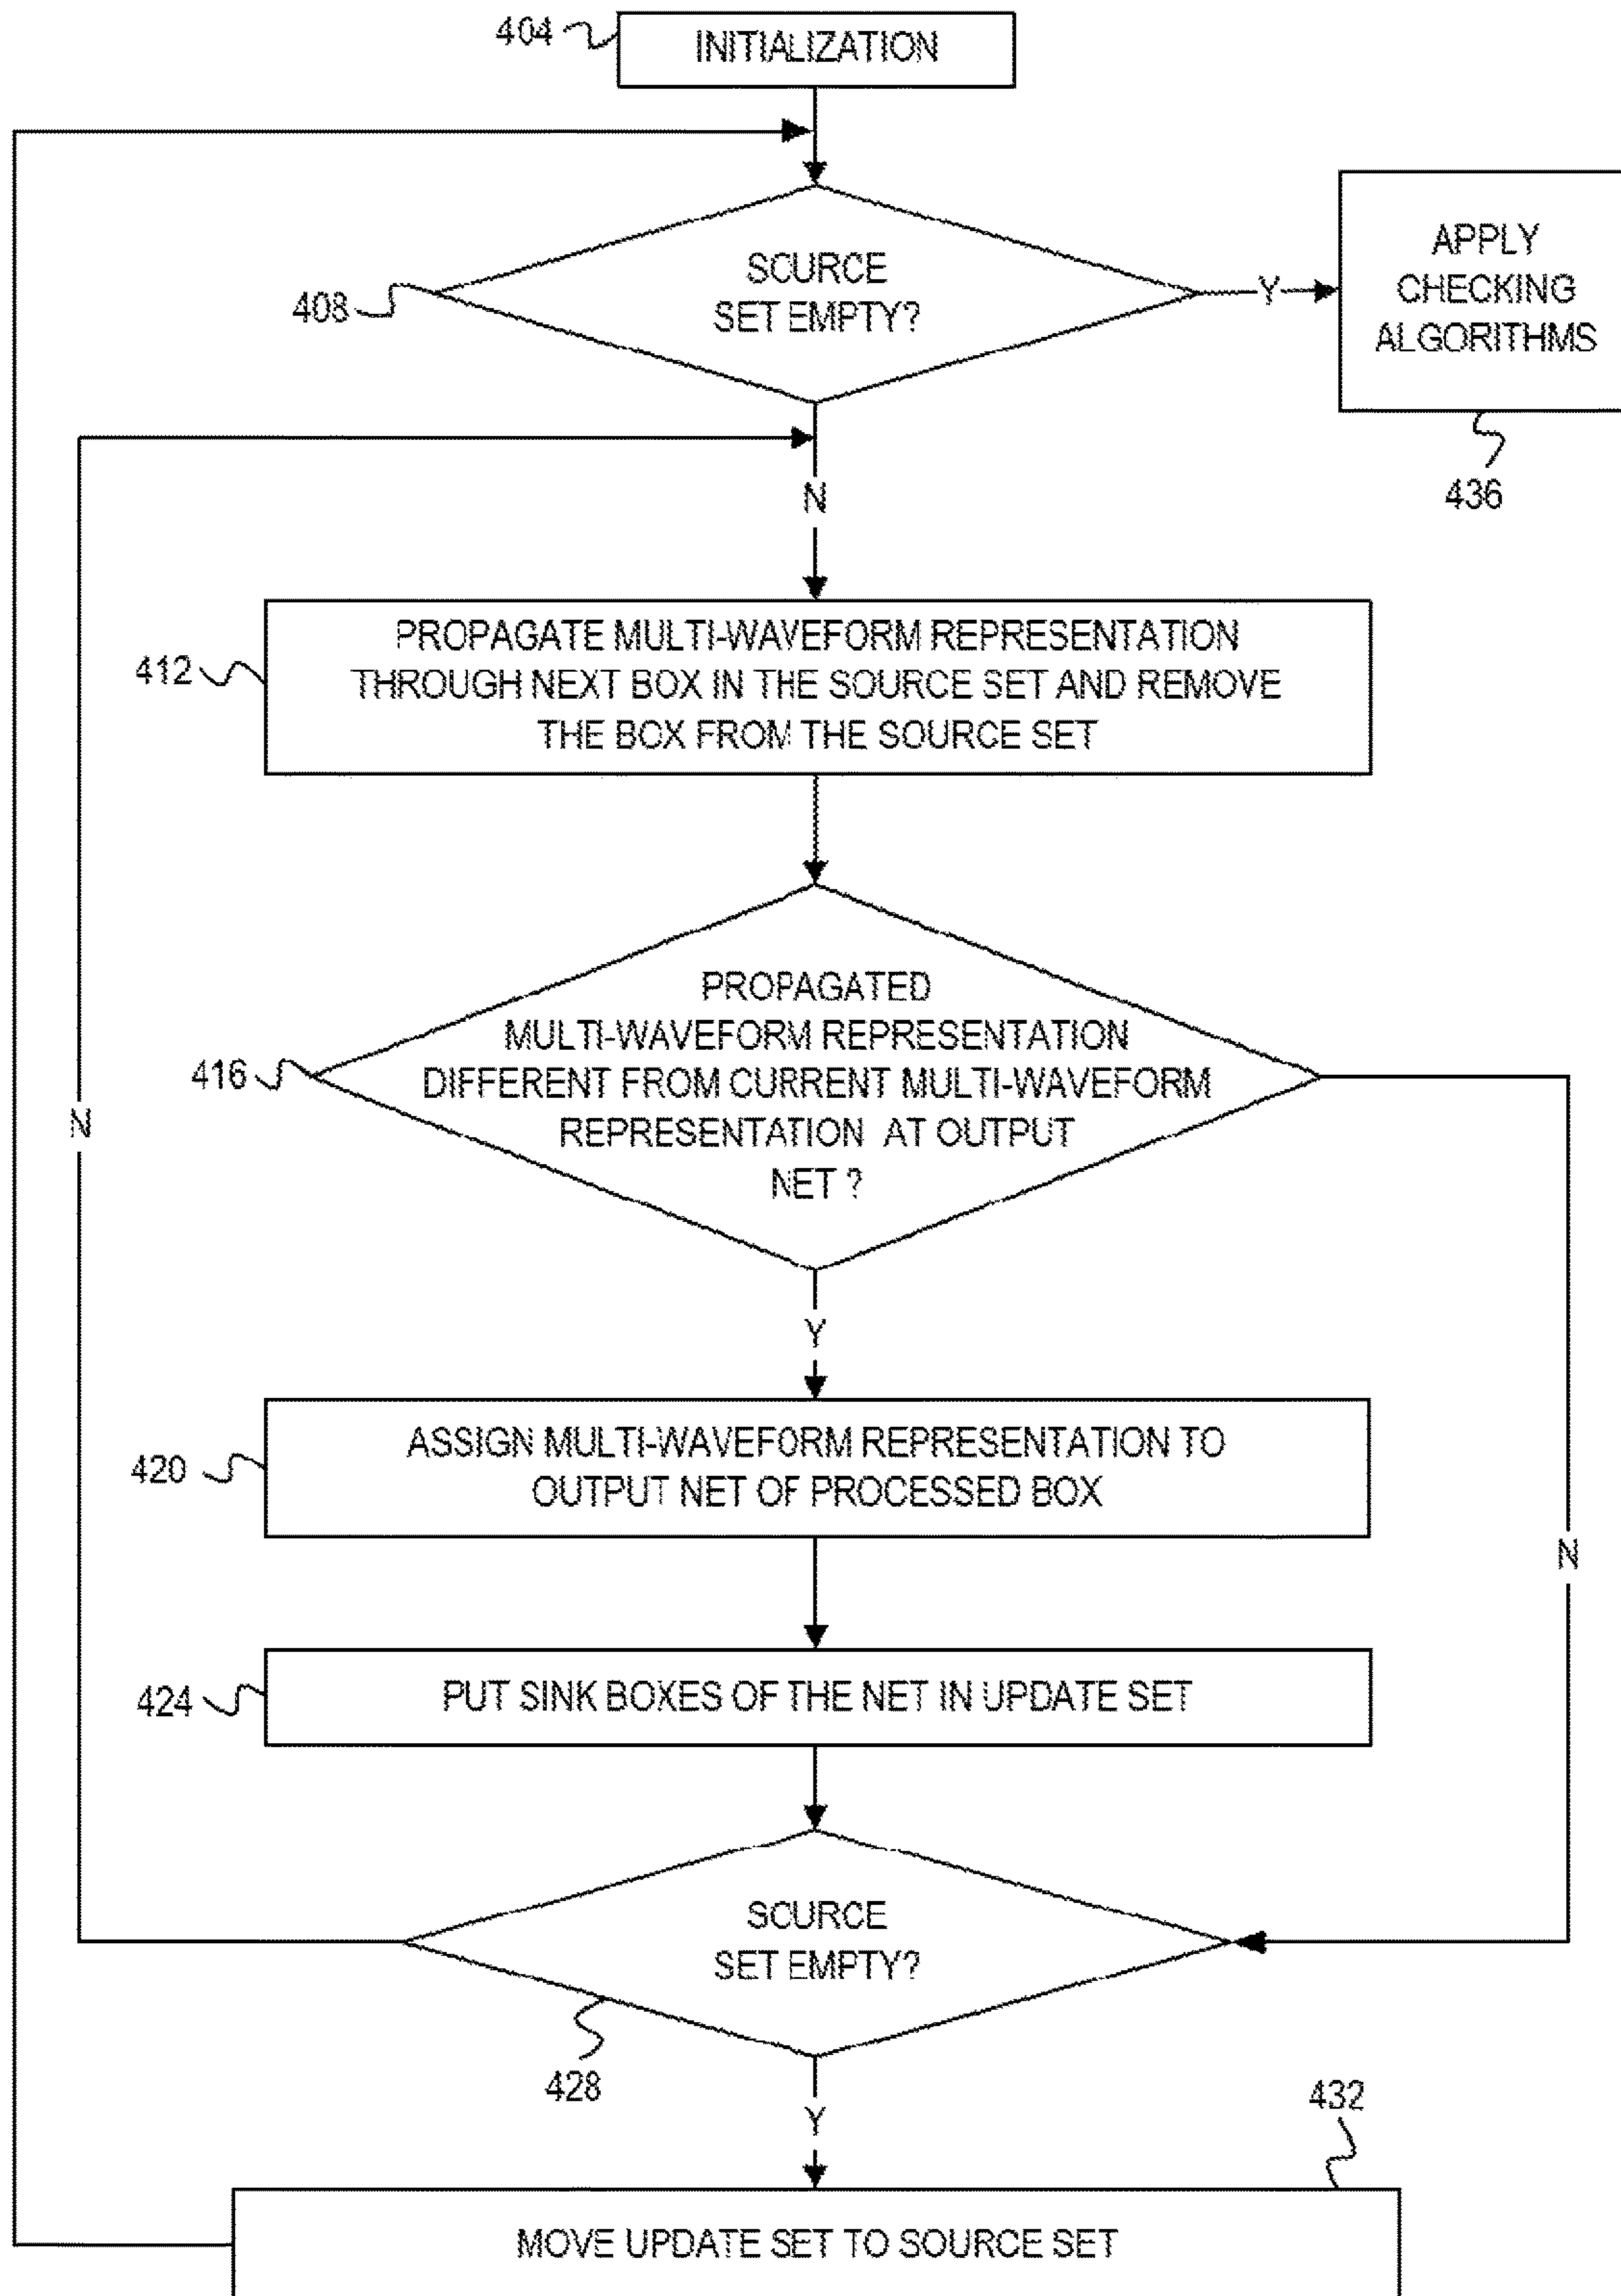 404
INITIALIZATION
SOURCE
SET EMPTY?
408
Y
APPLY
CHECKING
ALGORITHMS
436
N
PROPAGATE MULTI-WAVEFORM REPRESENTATION
THROUGH NEXT BOX IN THE SOURCE SET AND REMOVE
THE BOX FROM THE SOURCE SET
412
PROPAGATED
MULTI-WAVEFORM REPRESENTATION
DIFFERENT FROM CURRENT MULTI-WAVEFORM
REPRESENTATION AT OUTPUT
NET ?
416
N
Y
ASSIGN MULTI-WAVEFORM REPRESENTATION TO
OUTPUT NET OF PROCESSED BOX
420
N
PUT SINK BOXES OF THE NET IN UPDATE SET
424
SOURCE
SET EMPTY?
428
Y
432
MOVE UPDATE SET TO SOURCE SET